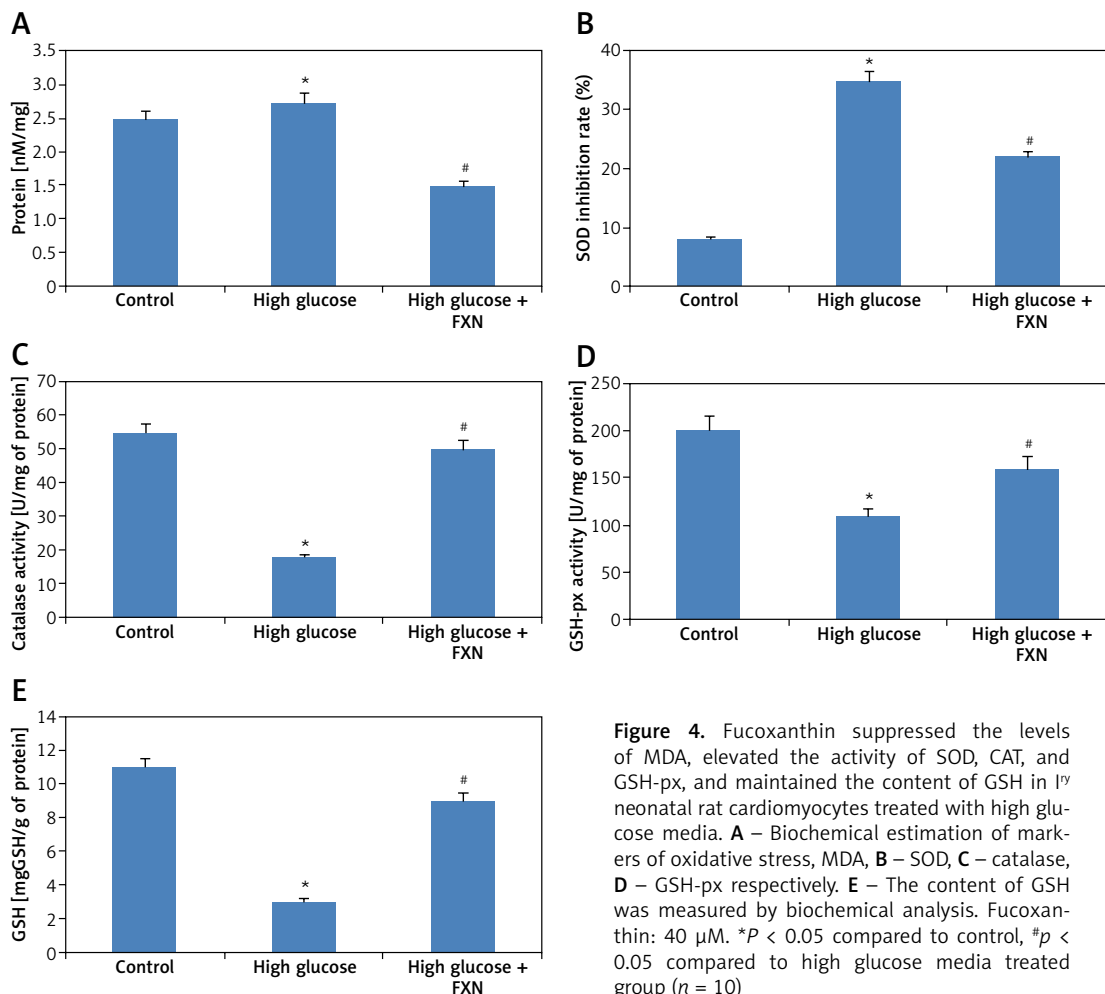 A
3.5
3.0
2.5
2.0
1.5
1.0
0.5
0
Protein [nM/mg]
*
#
Control
High glucose
High glucose +
FXN
B
40
30
20
10
0
SOD inhibition rate (%)
*
#
Control
High glucose
High glucose +
FXN
C
70
60
50
40
30
20
10
0
Catalase activity [U/mg of protein]
*
#
Control
High glucose
High glucose +
FXN
D
250
200
150
100
50
0
GSH-px activity [U/mg of protein]
*
#
Control
High glucose
High glucose +
FXN
E
14
12
10
8
6
4
2
0
GSH [mgGSH/g of protein]
*
#
Control
High glucose
High glucose +
FXN
Figure 4. Fucoxanthin suppressed the levels
of MDA, elevated the activity of SOD, CAT, and
GSH-px, and maintained the content of GSH in Iry
neonatal rat cardiomyocytes treated with high glu-
cose media. A – Biochemical estimation of mark-
ers of oxidative stress, MDA, B – SOD, C – catalase,
D – GSH-px respectively. E – The content of GSH
was measured by biochemical analysis. Fucoxan-
thin: 40 μM. *P < 0.05 compared to control, #p <
0.05 compared to high glucose media treated
group (n = 10)